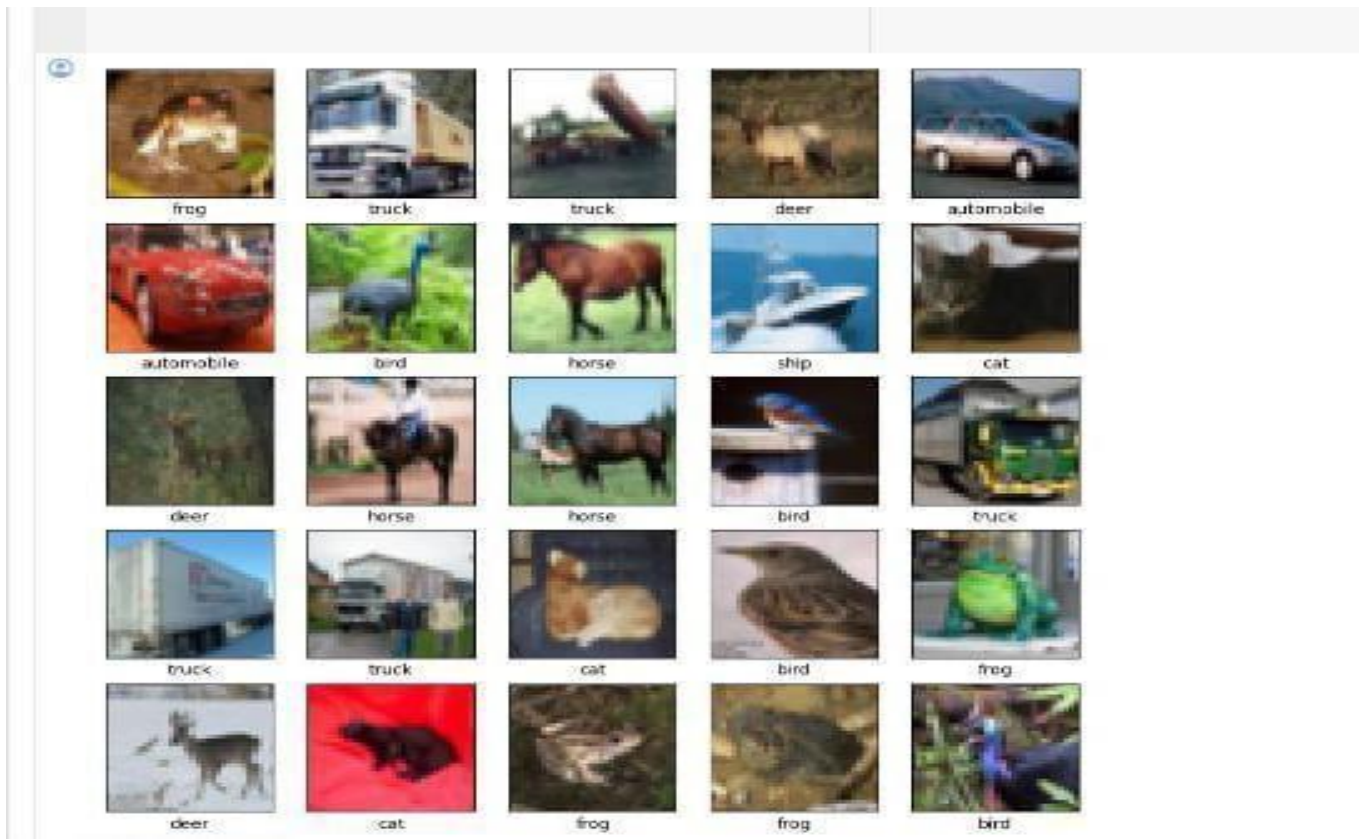 frog truck truck deer automobile
automobile bird horse ship cat
deer horse horse bird truck
truck truck cat bird frog
deer cat frog frog bird